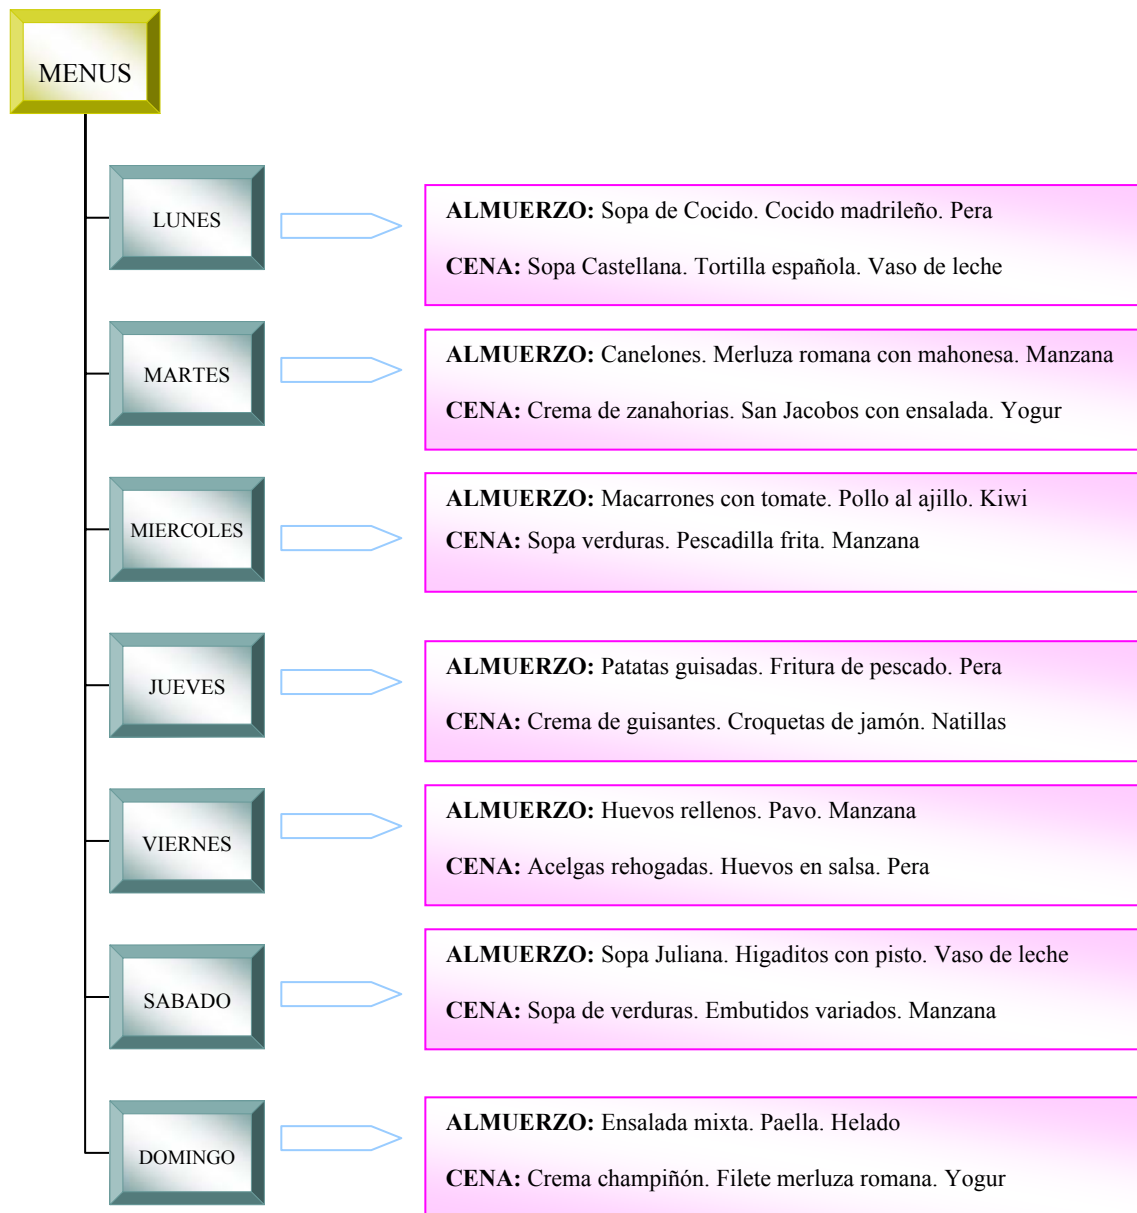 MENUS
LUNES
ALMUERZO: Sopa de Cocido. Cocido madrileño. Pera
CENA: Sopa Castellana. Tortilla española. Vaso de leche
MARTES
ALMUERZO: Canelones. Merluza romana con mahonesa. Manzana
CENA: Crema de zanahorias. San Jacobos con ensalada. Yogur
MIERCOLES
ALMUERZO: Macarrones con tomate. Pollo al ajillo. Kiwi
CENA: Sopa verduras. Pescadilla frita. Manzana
JUEVES
ALMUERZO: Patatas guisadas. Fritura de pescado. Pera
CENA: Crema de guisantes. Croquetas de jamón. Natillas
VIERNES
ALMUERZO: Huevos rellenos. Pavo. Manzana
CENA: Acelgas rehogadas. Huevos en salsa. Pera
SABADO
ALMUERZO: Sopa Juliana. Higaditos con pisto. Vaso de leche
CENA: Sopa de verduras. Embutidos variados. Manzana
DOMINGO
ALMUERZO: Ensalada mixta. Paella. Helado
CENA: Crema champiñón. Filete merluza romana. Yogur